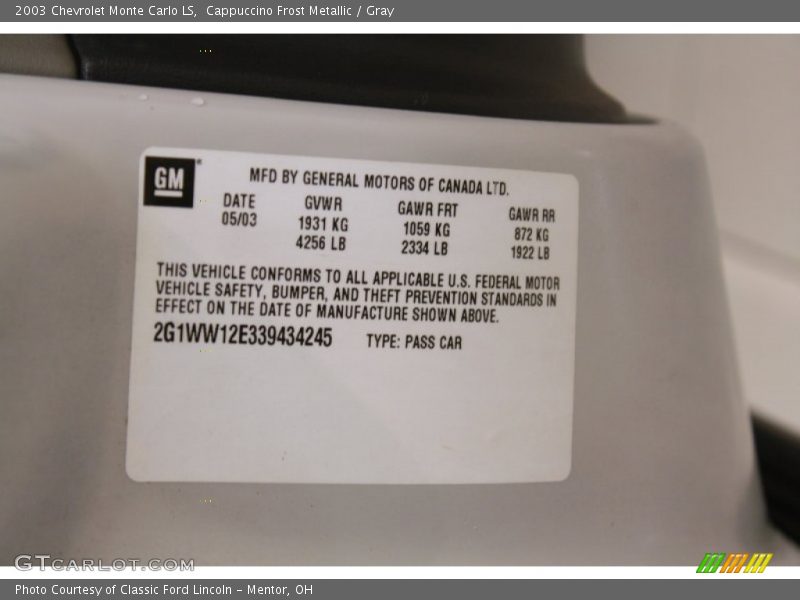 2003 Chevrolet Monte Carlo LS, Cappuccino Frost Metallic / Gray
GM
MFD BY GENERAL MOTORS OF CANADA LTD.
DATE GVWR GAWR FRT GAWR RR
05/03 1931 KG 1059 KG 872 KG
4256 LB 2334 LB 1922 LB
THIS VEHICLE CONFORMS TO ALL APPLICABLE U.S. FEDERAL MOTOR
VEHICLE SAFETY, BUMPER, AND THEFT PREVENTION STANDARDS IN
EFFECT ON THE DATE OF MANUFACTURE SHOWN ABOVE.
2G1WW12E339434245 TYPE: PASS CAR
GTCARLOT.COM
Photo Courtesy of Classic Ford Lincoln - Mentor, OH